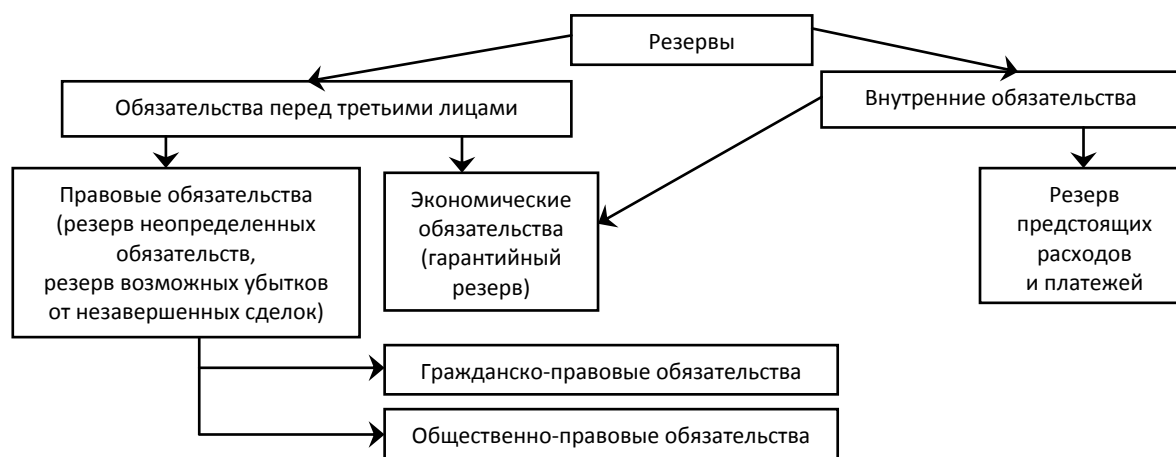 Резервы
Обязательства перед третьими лицами
Внутренние обязательства
Правовые обязательства
(резерв неопределенных
обязательств,
резерв возможных убытков
от незавершенных сделок)
Экономические
обязательства
(гарантийный
резерв)
Резерв
предстоящих
расходов
и платежей
Гражданско-правовые обязательства
Общественно-правовые обязательства